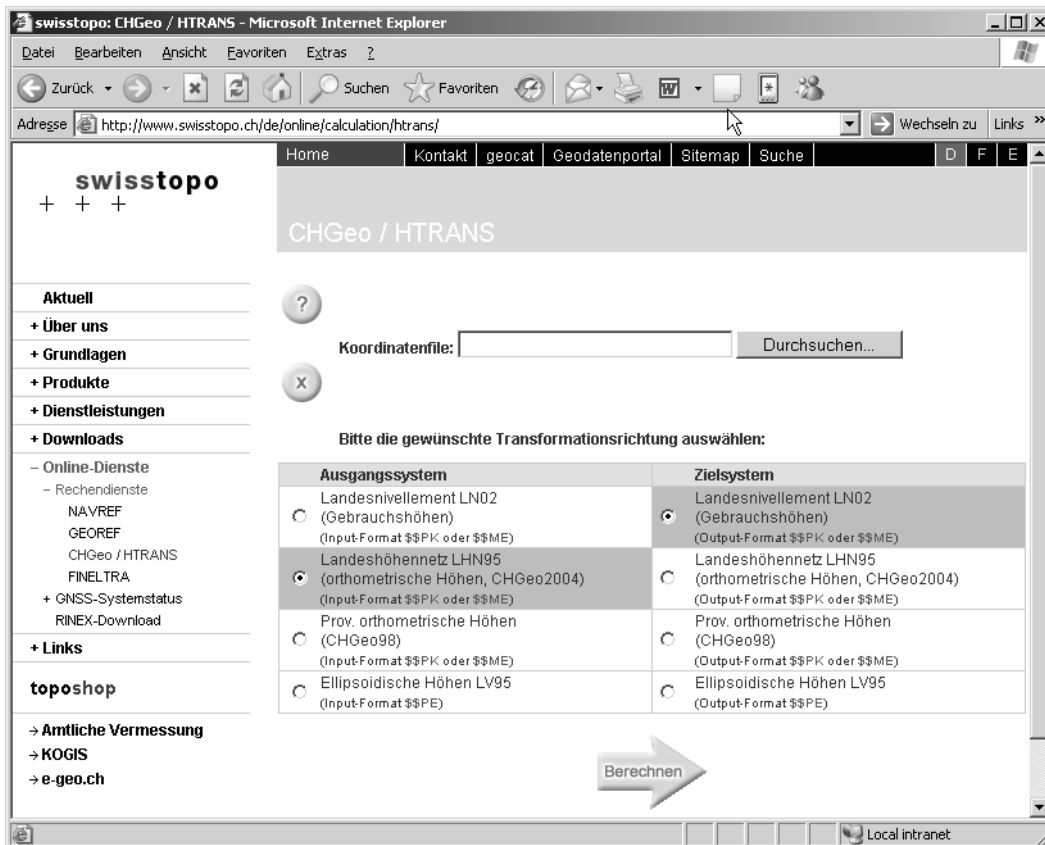 swisstopo: CHGeo / HTRANS - Microsoft Internet Explorer
Datei Bearbeiten Ansicht Favoriten Extras ?
Zurück Suchen Favoriten
Adresse http://www.swisstopo.ch/de/online/calculation/htrans/ Wechseln zu Links »
Home Kontakt geocat Geodatenportal Sitemap Suche D F E
swisstopo
CHGeo / HTRANS
Aktuell
+ Über uns
+ Grundlagen
+ Produkte
+ Dienstleistungen
+ Downloads
– Online-Dienste
– Rechendienste
NAVREF
GEOREF
CHGeo / HTRANS
FINELTRA
+ GNSS-Systemstatus
RINEX-Download
+ Links
toposhop
→ Amtliche Vermessung
→ KOGIS
→ e-geo.ch
?
Koordinatenfile: Durchsuchen...
X
Bitte die gewünschte Transformationsrichtung auswählen:
Ausgangssystem Zielsystem
Landesnivellement LN02 Landesnivellement LN02
(Gebrauchshöhen) (Gebrauchshöhen)
(Input-Format $$PK oder $$ME) (Output-Format $$PK oder $$ME)
Landeshöhennetz LHN95 Landeshöhennetz LHN95
(orthometrische Höhen, CHGeo2004) (orthometrische Höhen, CHGeo2004)
(Input-Format $$PK oder $$ME) (Output-Format $$PK oder $$ME)
Prov. orthometrische Höhen Prov. orthometrische Höhen
(CHGeo98) (CHGeo98)
(Input-Format $$PK oder $$ME) (Output-Format $$PK oder $$ME)
Ellipsoidische Höhen LV95 Ellipsoidische Höhen LV95
(Input-Format $$PE) (Output-Format $$PE)
Berechnen
Local intranet